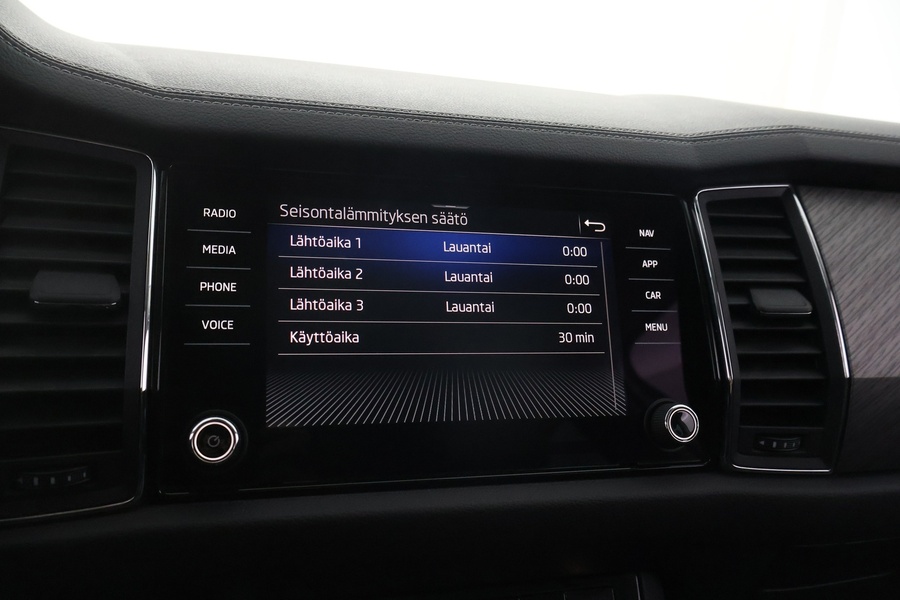 RADIO
MEDIA
PHONE
VOICE
Seisontalämmityksen säätö
Lähtöaika 1 Lauantai 0:00
Lähtöaika 2 Lauantai 0:00
Lähtöaika 3 Lauantai 0:00
Käyttöaika 30 min
NAV
APP
CAR
MENU